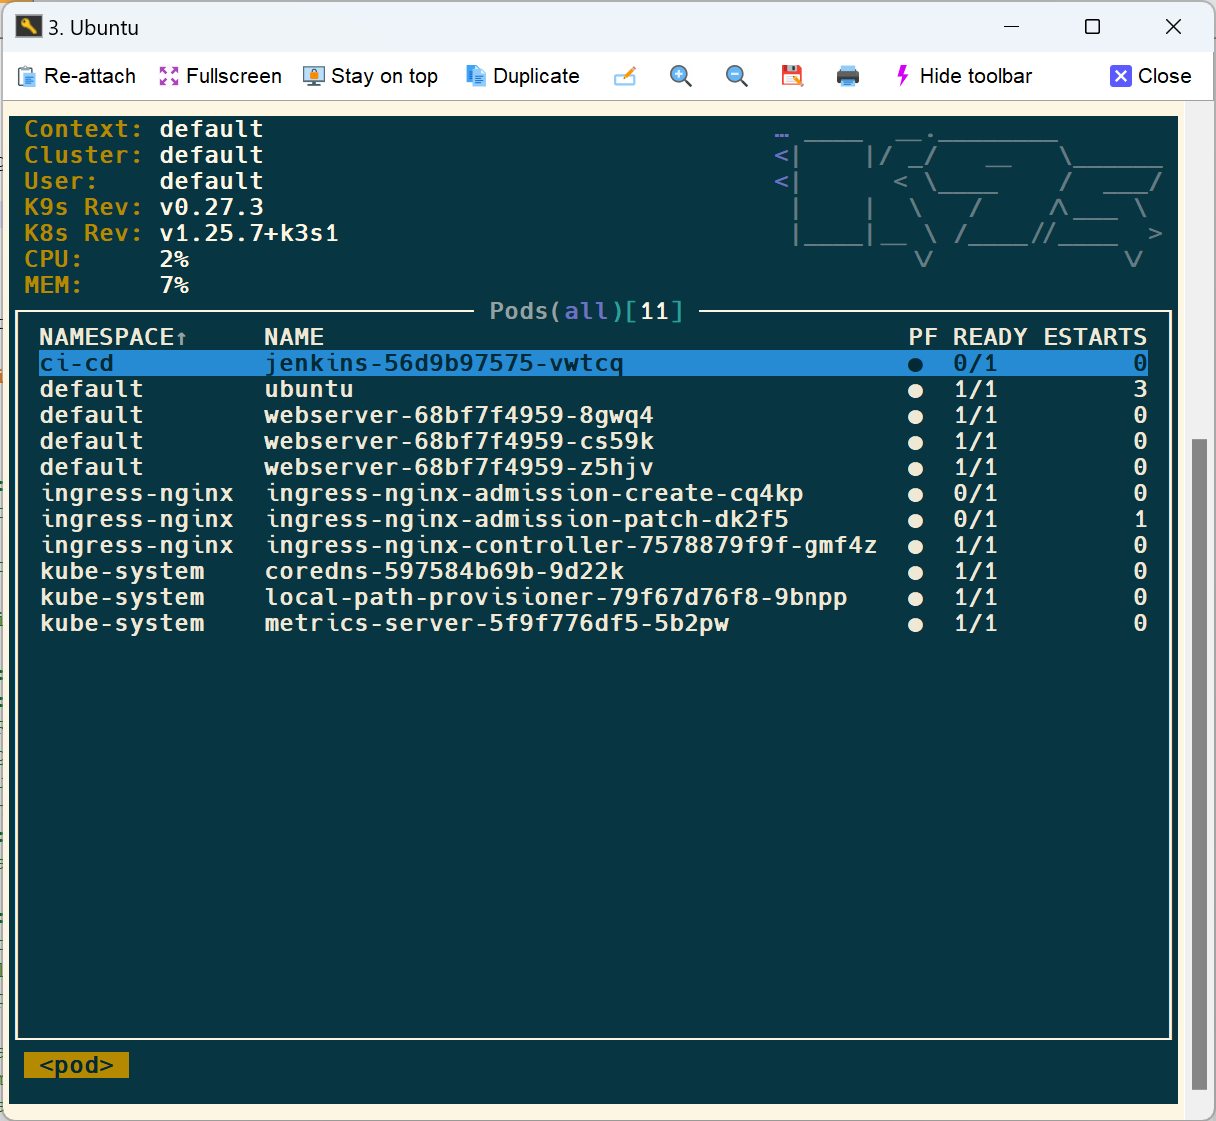 3. Ubuntu
Re-attach Fullscreen Stay on top Duplicate Hide toolbar Close
Context: default
Cluster: default
User: default
K9s Rev: v0.27.3
K8s Rev: v1.25.7+k3s1
CPU: 2%
MEM: 7%
Pods(all)[11]
NAMESPACE↑ NAME PF READY ESTARTS
ci-cd jenkins-56d9b97575-vwtcq ● 0/1 0
default ubuntu ● 1/1 3
default webserver-68bf7f4959-8gwq4 ● 1/1 0
default webserver-68bf7f4959-cs59k ● 1/1 0
default webserver-68bf7f4959-z5hjv ● 1/1 0
ingress-nginx ingress-nginx-admission-create-cq4kp ● 0/1 0
ingress-nginx ingress-nginx-admission-patch-dk2f5 ● 0/1 1
ingress-nginx ingress-nginx-controller-7578879f9f-gmf4z ● 1/1 0
kube-system coredns-597584b69b-9d22k ● 1/1 0
kube-system local-path-provisioner-79f67d76f8-9bnpp ● 1/1 0
kube-system metrics-server-5f9f776df5-5b2pw ● 1/1 0
<pod>